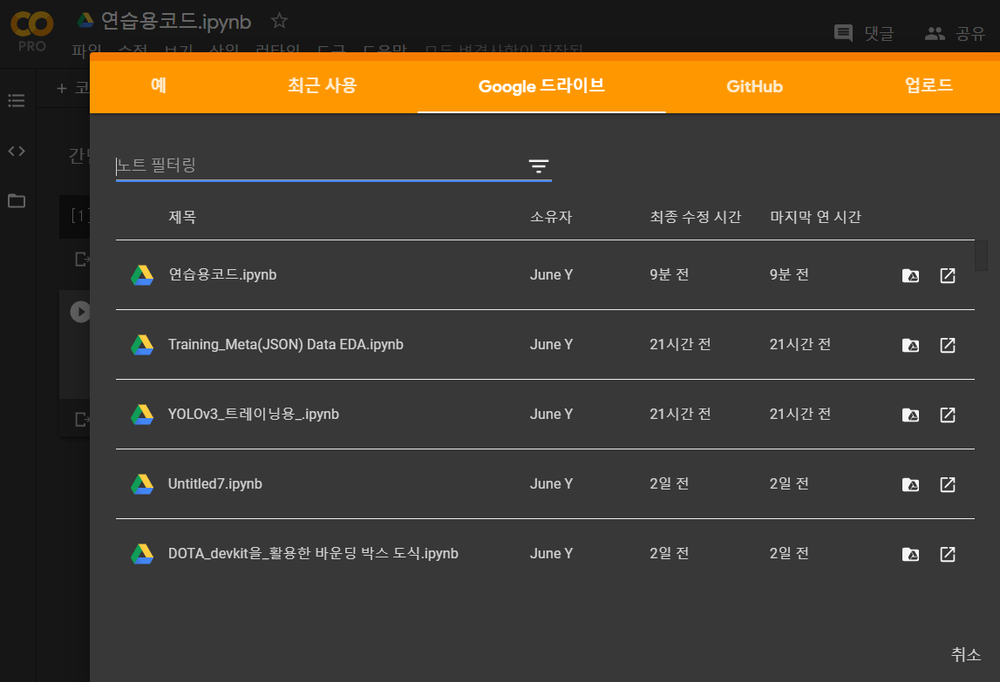 CO 연습용코드.ipynb
PRO
댓글 공유
파일 수정 보기 삽입 런타임 도구 도움말 모든 변경사항이 저장됨
+ 코
예 최근 사용 Google 드라이브 GitHub 업로드
노트 필터링
제목 소유자 최종 수정 시간 마지막 연 시간
[1]
연습용코드.ipynb June Y 9분 전 9분 전
Training_Meta(JSON) Data EDA.ipynb June Y 21시간 전 21시간 전
YOLOv3_트레이닝용_.ipynb June Y 21시간 전 21시간 전
Untitled7.ipynb June Y 2일 전 2일 전
DOTA_devkit을_활용한 바운딩 박스 도식.ipynb June Y 2일 전 2일 전
취소